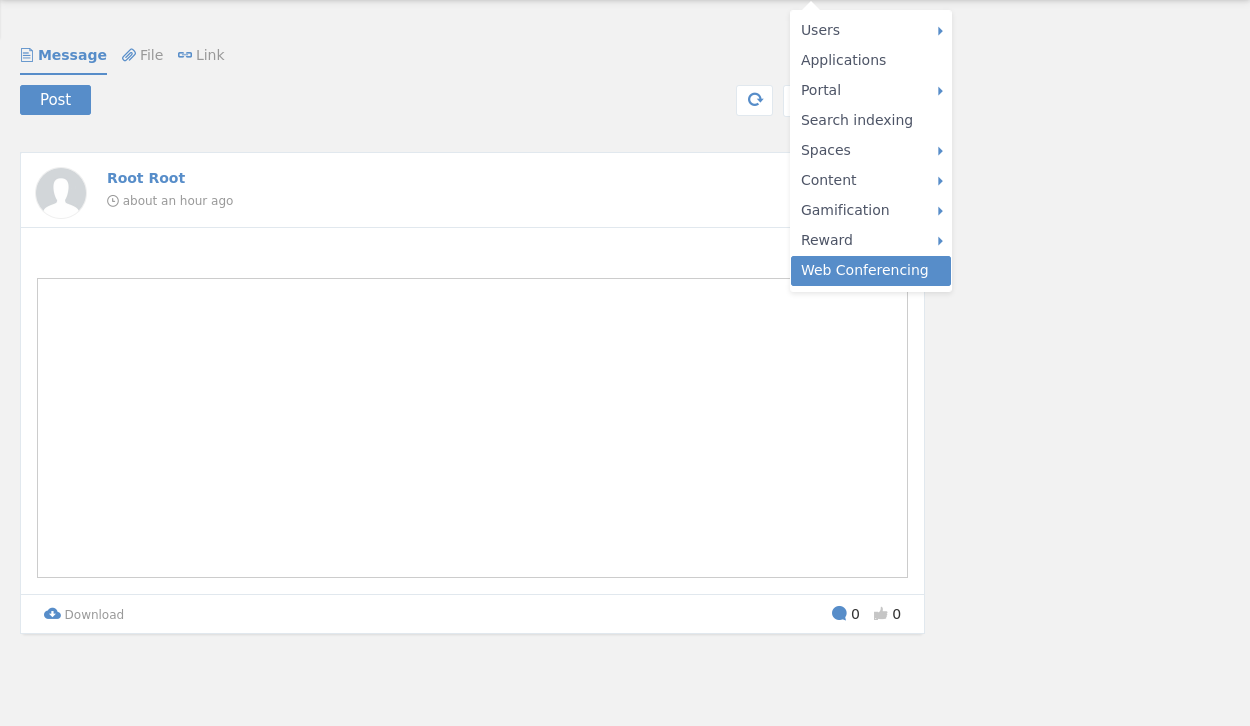 Message File Link
Post
Root Root
about an hour ago
Download
0 0
Users
Applications
Portal
Search indexing
Spaces
Content
Gamification
Reward
Web Conferencing